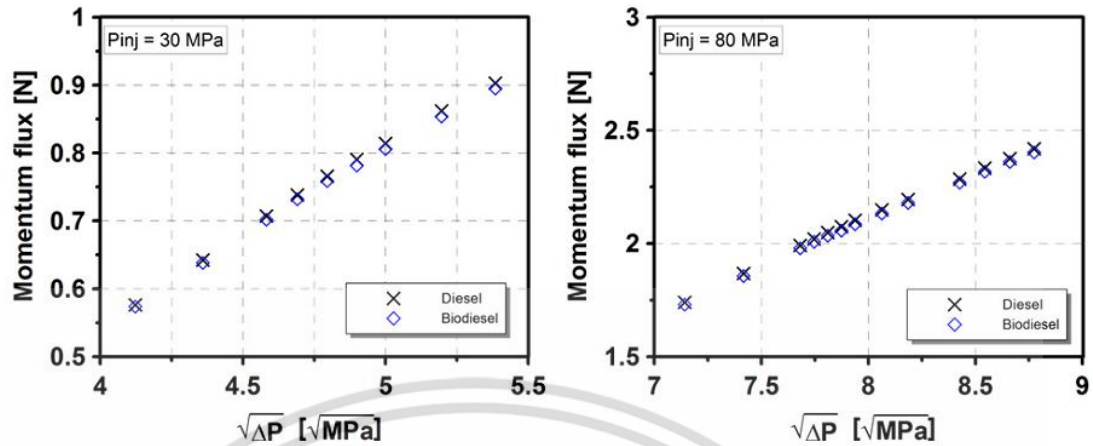 Pinj = 30 MPa
Momentum flux [N]
1
0.9
0.8
0.7
0.6
0.5
4
4.5
5
5.5
√ΔP [√MPa]
Diesel
Biodiesel
Pinj = 80 MPa
Momentum flux [N]
3
2.5
2
1.5
7
7.5
8
8.5
9
√ΔP [√MPa]
Diesel
Biodiesel